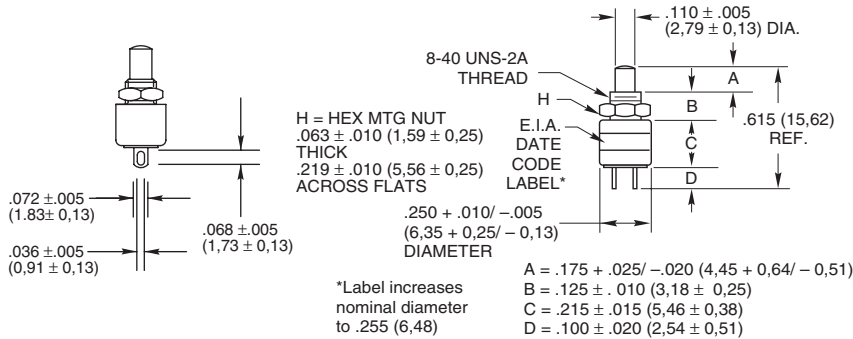 .110 ± .005
(2,79 ± 0,13) DIA.
8-40 UNS-2A
THREAD
A
H
B
H = HEX MTG NUT
.063 ± .010 (1,59 ± 0,25)
THICK
.219 ± .010 (5,56 ± 0,25)
ACROSS FLATS
E.I.A.
DATE
CODE
LABEL*
.615 (15,62)
REF.
C
D
.072 ±.005
(1.83± 0,13)
.068 ±.005
(1,73 ± 0,13)
.036 ±.005
(0,91 ± 0,13)
.250 + .010/ –.005
(6,35 + 0,25/ – 0,13)
DIAMETER
*Label increases
nominal diameter
to .255 (6,48)
A = .175 + .025/ –.020 (4,45 + 0,64/ – 0,51)
B = .125 ± . 010 (3,18 ± 0,25)
C = .215 ± .015 (5,46 ± 0,38)
D = .100 ± .020 (2,54 ± 0,51)